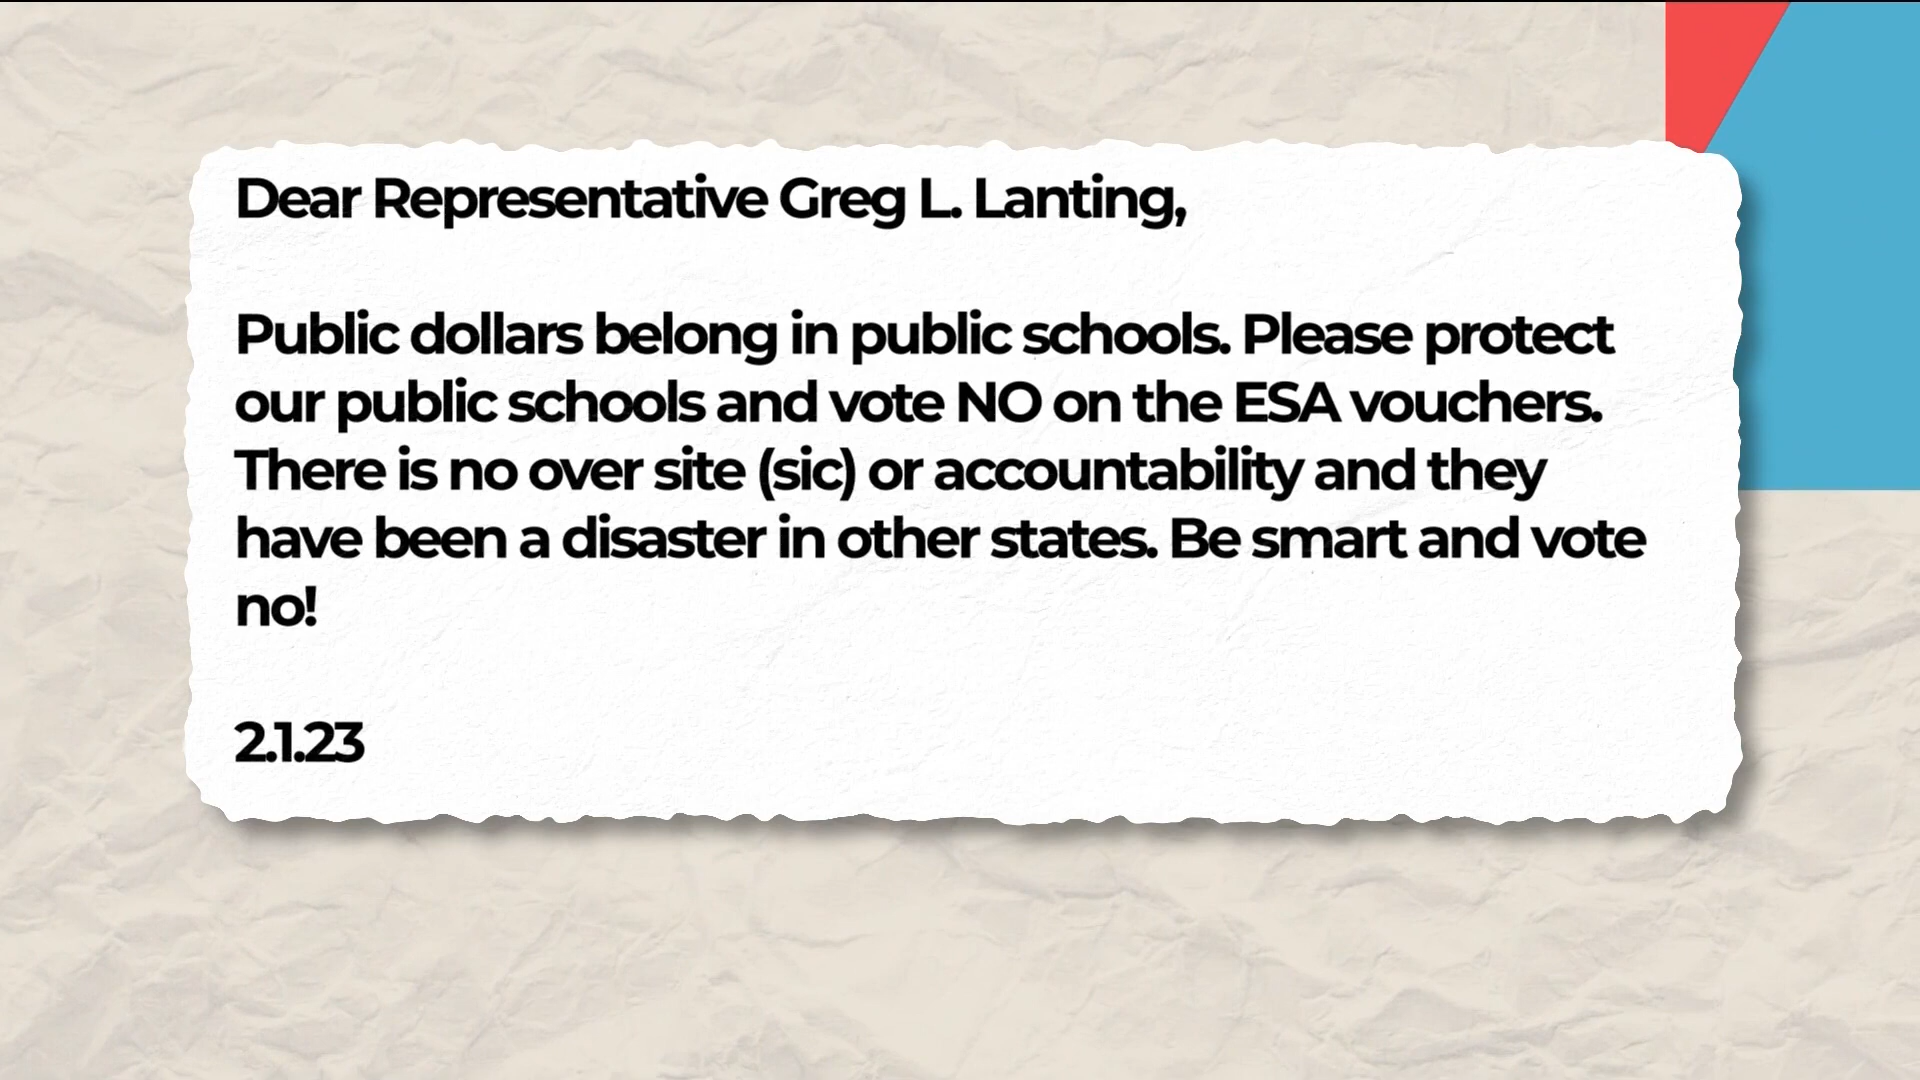 Dear Representative Greg L. Lanting,
Public dollars belong in public schools. Please protect
our public schools and vote NO on the ESA vouchers.
There is no over site (sic) or accountability and they
have been a disaster in other states. Be smart and vote
no!
2.1.23